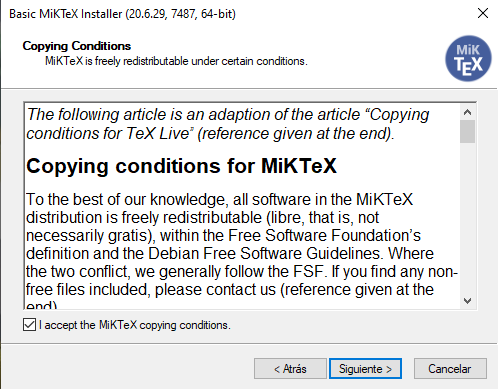 Basic MiKTeX Installer (20.6.29, 7487, 64-bit)
Copying Conditions
MiKTeX is freely redistributable under certain conditions.
MiK
TEX
The following article is an adaption of the article “Copying
conditions for TeX Live” (reference given at the end).
Copying conditions for MiKTeX
To the best of our knowledge, all software in the MiKTeX
distribution is freely redistributable (libre, that is, not
necessarily gratis), within the Free Software Foundation’s
definition and the Debian Free Software Guidelines. Where
the two conflict, we generally follow the FSF. If you find any non-
free files included, please contact us (reference given at the
end)
I accept the MiKTeX copying conditions.
< Atrás Siguiente > Cancelar